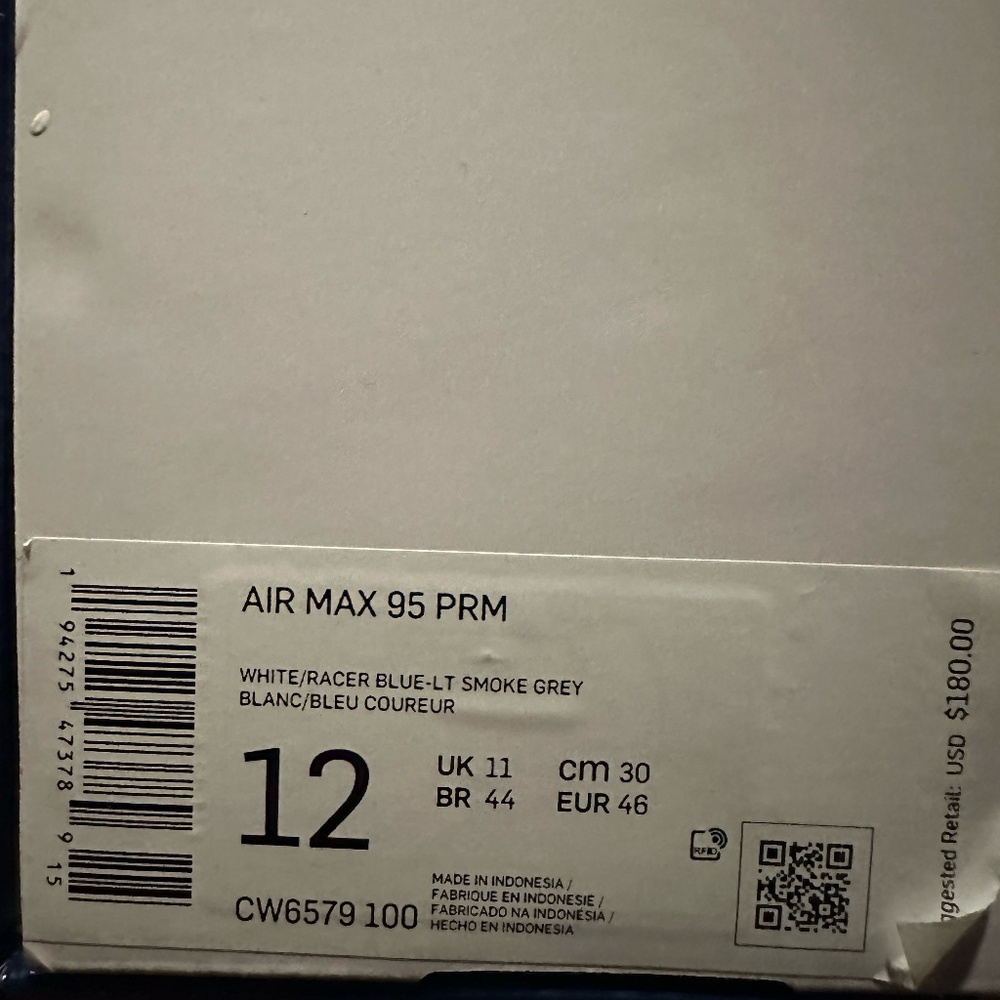 AIR MAX 95 PRM
WHITE/RACER BLUE-LT SMOKE GREY
BLANC/BLEU COUREUR
12
UK 11 cm 30
BR 44 EUR 46
RFID
CW6579 100
MADE IN INDONESIA /
FABRIQUE EN INDONESIE /
FABRICADO NA INDONÉSIA /
HECHO EN INDONESIA
1 94275 47378 9 15
ggested Retail: USD $180.00